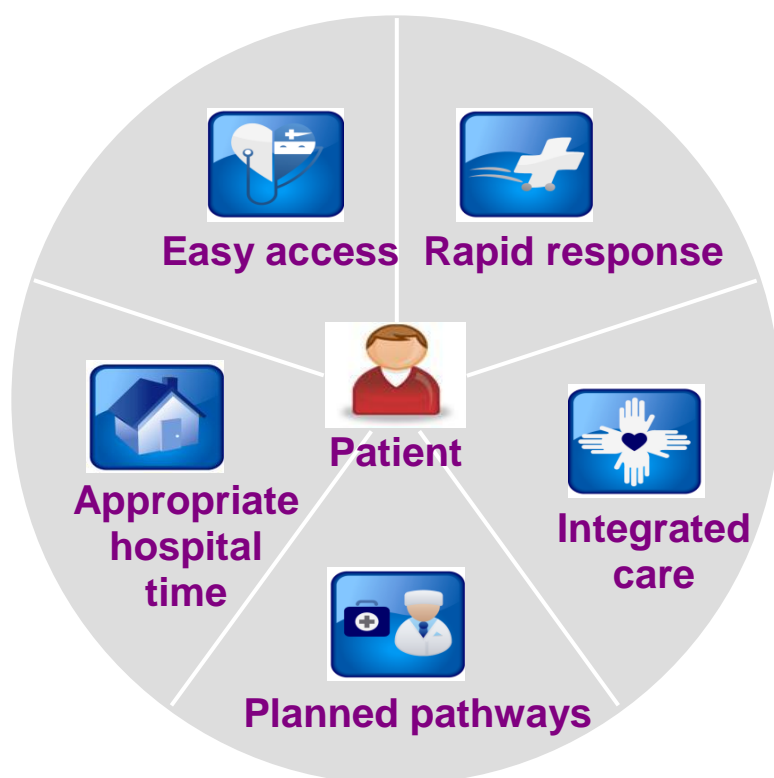 Easy access
Rapid response
Patient
Appropriate
hospital
time
Integrated
care
Planned pathways